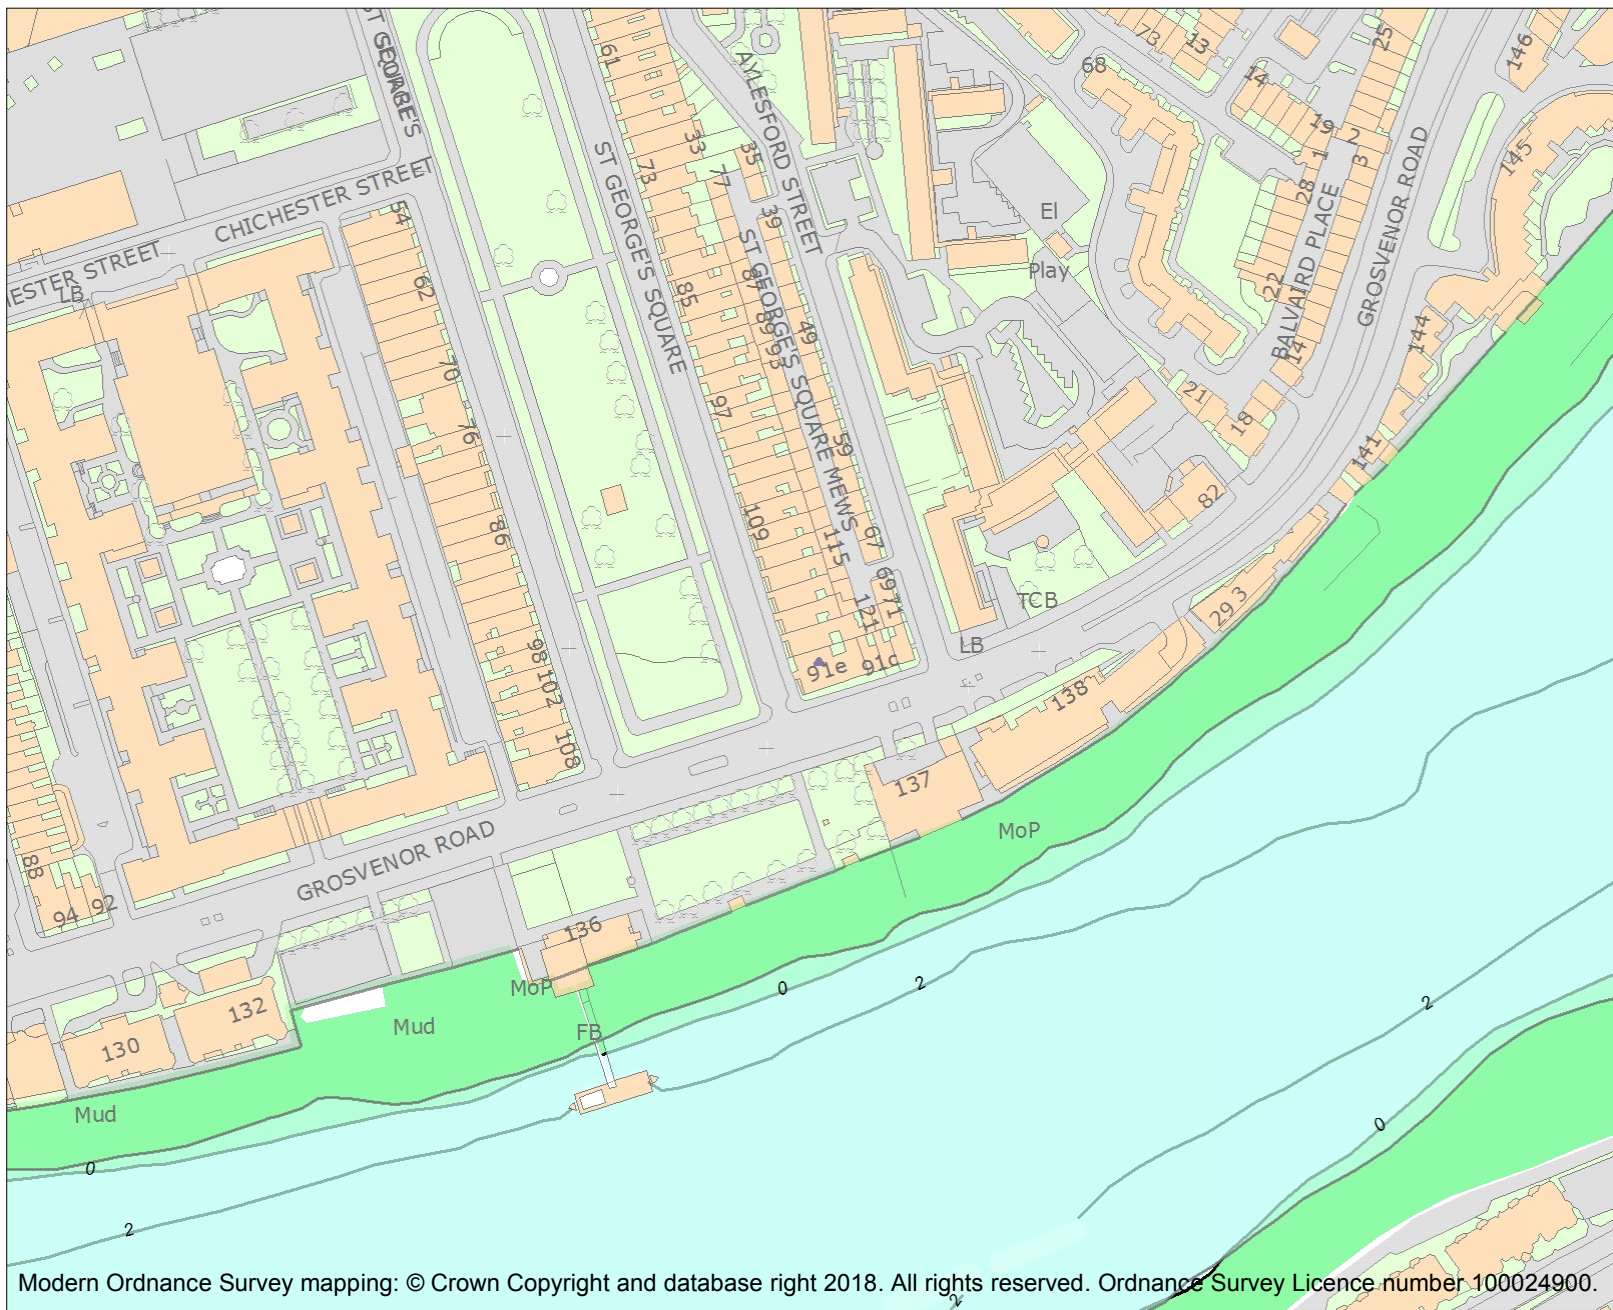 ST GEORGE'S
SQUARE
61
AYLESFORD STREET
68
73
13
14
25
146
CHICHESTER STREET
54
ST GEORGE'S SQUARE
73
33
77
35
39
El
Play
19
2
1
3
28
22
BALVAIRD PLACE
GROSVENOR ROAD
145
144
HESTER STREET
LB
62
70
76
86
85
87
89
93
49
ST GEORGE'S SQUARE MEWS
97
59
109
115
67
69
71
121
14
21
18
141
82
TCB
LB
29 3
98
102
108
91e
91c
138
137
MoP
88
94
92
GROSVENOR ROAD
136
MoP
132
130
Mud
FB
Mud
0
2
2
0
0
2
2
Modern Ordnance Survey mapping: © Crown Copyright and database right 2018. All rights reserved. Ordnance Survey Licence number 100024900.